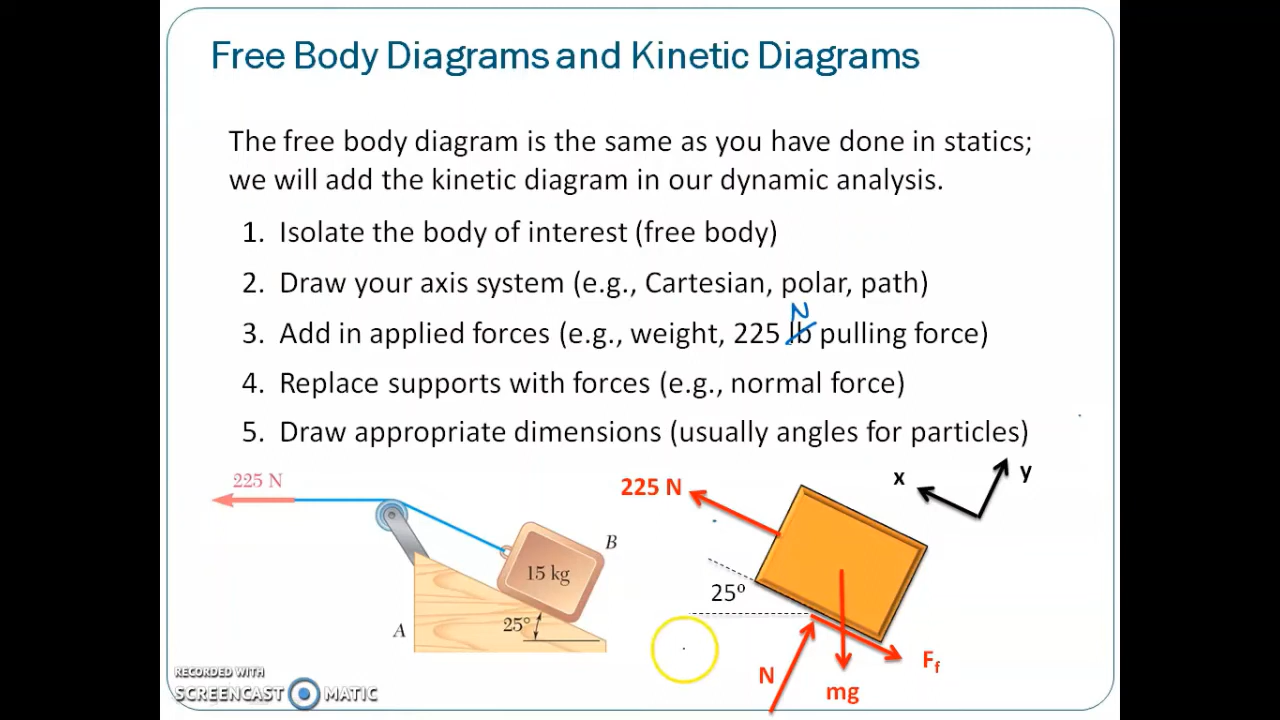 Free Body Diagrams and Kinetic Diagrams
The free body diagram is the same as you have done in statics;
we will add the kinetic diagram in our dynamic analysis.
1. Isolate the body of interest (free body)
2. Draw your axis system (e.g., Cartesian, polar, path)
N
3. Add in applied forces (e.g., weight, 225 lb pulling force)
4. Replace supports with forces (e.g., normal force)
5. Draw appropriate dimensions (usually angles for particles)
225 N
B
15 kg
A
25°
225 N
x
y
25º
N
mg
Ff
RECORDED WITH
SCREENCAST MATIC